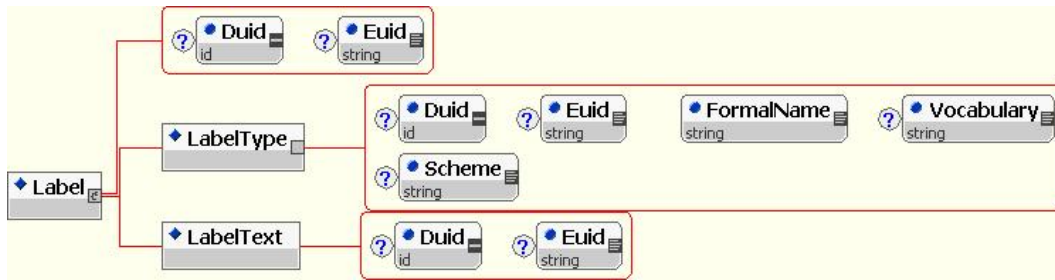 ? Duid ? Euid
id string
? Duid ? Euid FormalName ? Vocabulary
id string string string
LabelType
? Scheme
string
Label
LabelText ? Duid ? Euid
id string